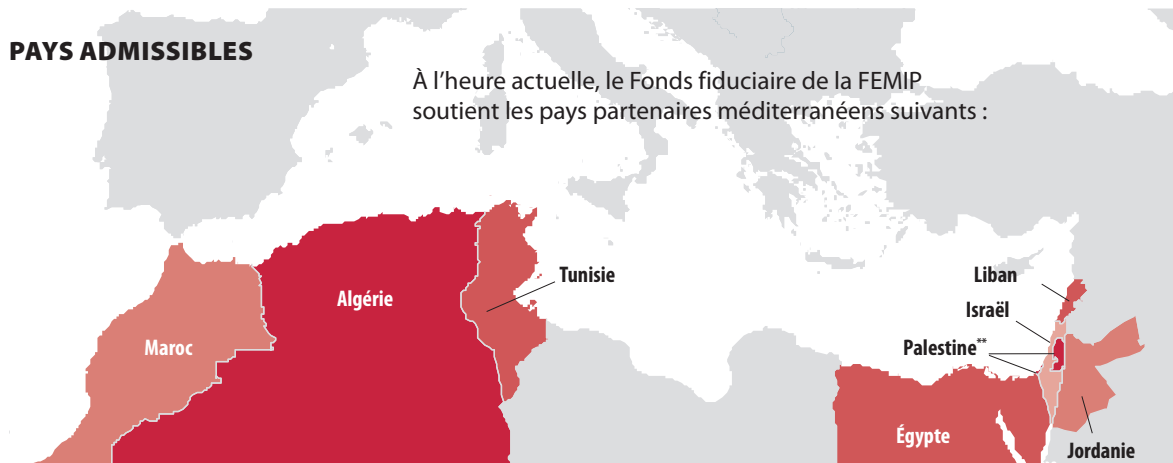 PAYS ADMISSIBLES
À l’heure actuelle, le Fonds fiduciaire de la FEMIP
soutient les pays partenaires méditerranéens suivants :
Tunisie
Liban
Algérie
Israël
Maroc
Palestine**
Égypte
Jordanie